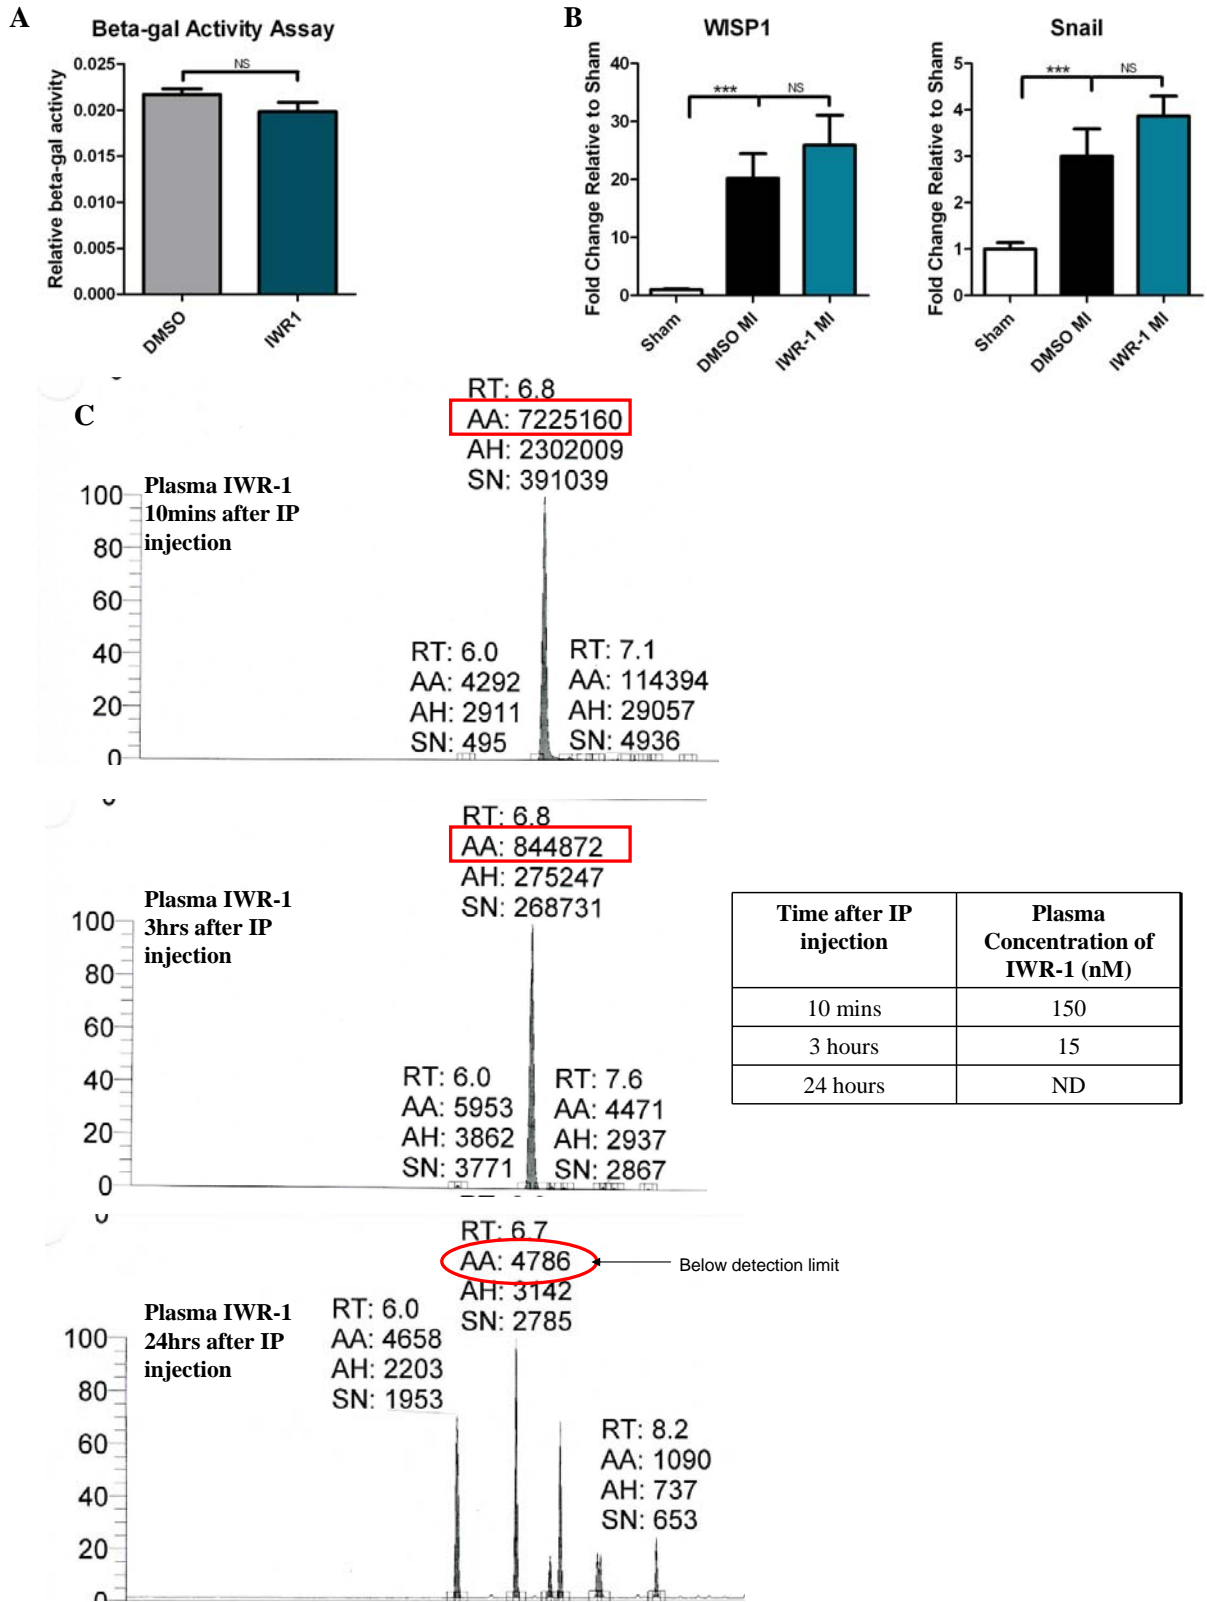 A
Beta-gal Activity Assay
Relative beta-gal activity
0.025
0.020
0.015
0.010
0.005
0.000
NS
DMSO
IWR1
B
WISP1
Fold Change Relative to Sham
40
30
20
10
0
***
NS
Sham
DMSO MI
IWR-1 MI
Snail
Fold Change Relative to Sham
5
4
3
2
1
0
***
NS
Sham
DMSO MI
IWR-1 MI
C
Plasma IWR-1
10mins after IP
injection
100
80
60
40
20
0
RT: 6.8
AA: 7225160
AH: 2302009
SN: 391039
RT: 6.0
AA: 4292
AH: 2911
SN: 495
RT: 7.1
AA: 114394
AH: 29057
SN: 4936
Plasma IWR-1
3hrs after IP
injection
100
80
60
40
20
0
RT: 6.8
AA: 844872
AH: 275247
SN: 268731
RT: 6.0
AA: 5953
AH: 3862
SN: 3771
RT: 7.6
AA: 4471
AH: 2937
SN: 2867
Time after IP
injection
Plasma
Concentration of
IWR-1 (nM)
10 mins
150
3 hours
15
24 hours
ND
Plasma IWR-1
24hrs after IP
injection
100
80
60
40
20
0
RT: 6.7
AA: 4786
AH: 3142
SN: 2785
Below detection limit
RT: 6.0
AA: 4658
AH: 2203
SN: 1953
RT: 8.2
AA: 1090
AH: 737
SN: 653